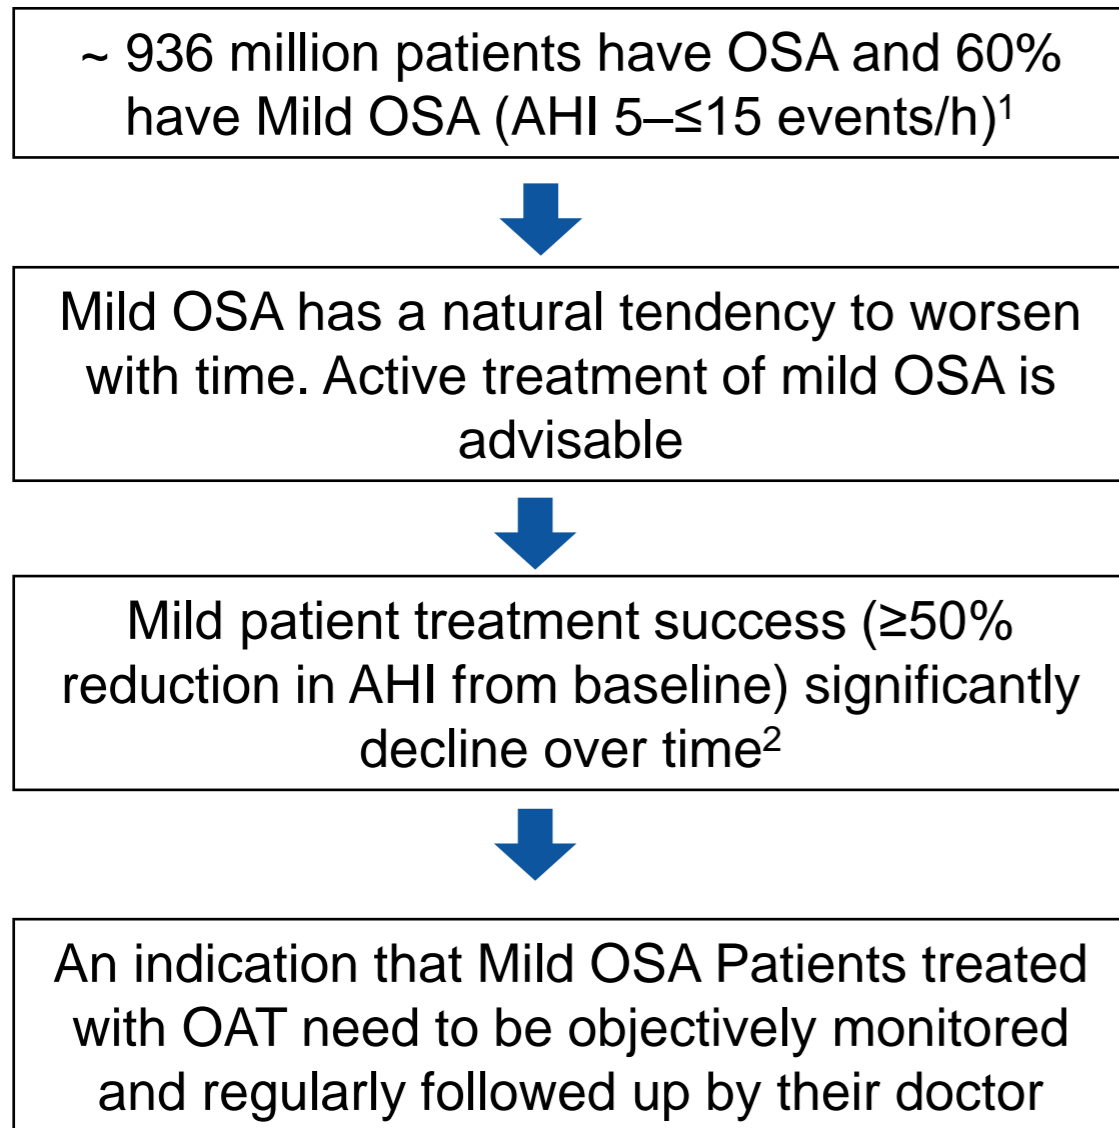 ~ 936 million patients have OSA and 60%
have Mild OSA (AHI 5–≤15 events/h)¹
Mild OSA has a natural tendency to worsen
with time. Active treatment of mild OSA is
advisable
Mild patient treatment success (≥50%
reduction in AHI from baseline) significantly
decline over time²
An indication that Mild OSA Patients treated
with OAT need to be objectively monitored
and regularly followed up by their doctor